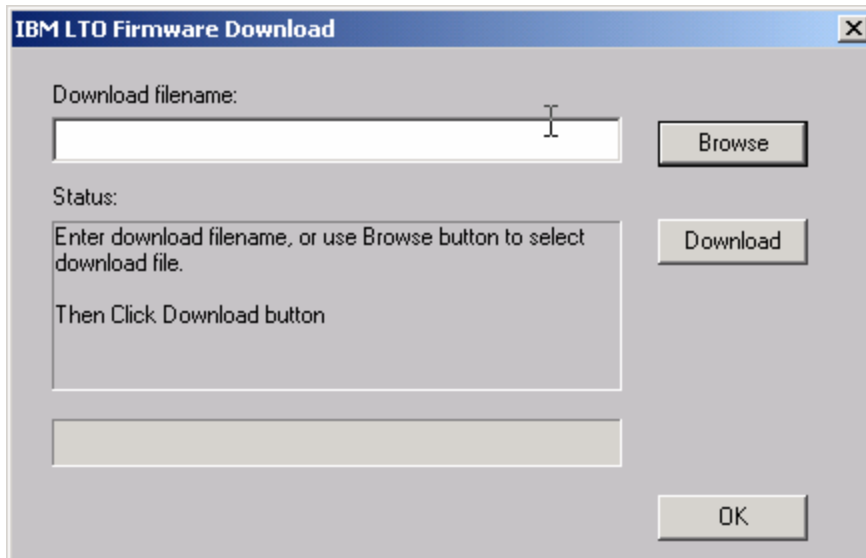 IBM LTO Firmware Download
Download filename:
Browse
Status:
Enter download filename, or use Browse button to select
download file.
Then Click Download button
Download
OK